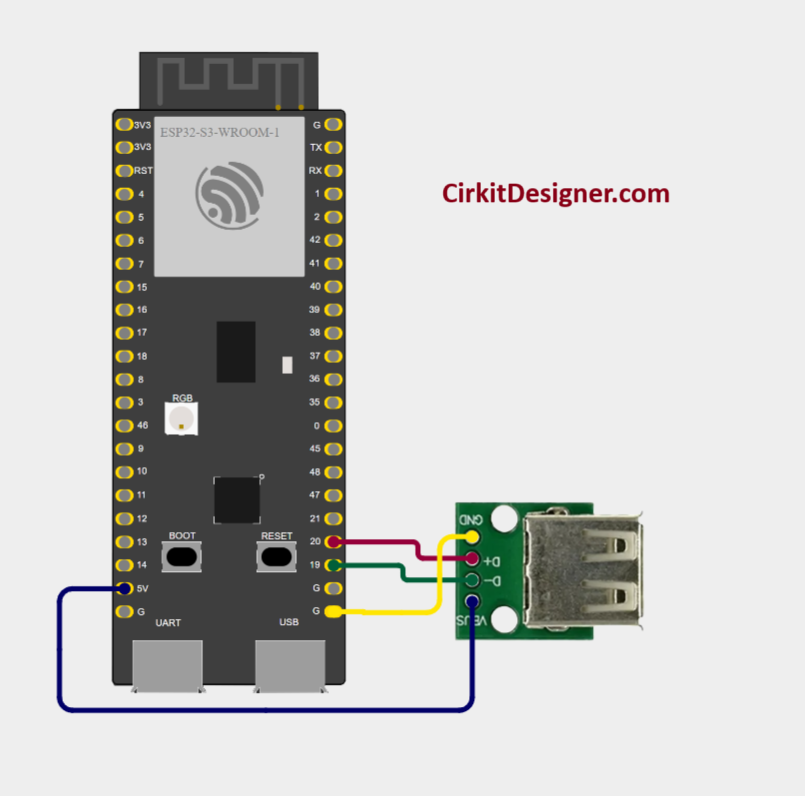 ESP32-S3-WROOM-1
3V3
3V3
RST
4
5
6
7
15
16
17
18
8
3
46
9
10
11
12
13
14
5V
G
G
TX
RX
1
2
42
41
40
39
38
37
36
35
0
45
48
47
21
20
19
G
G
RGB
P
BOOT
RESET
UART
USB
CirkitDesigner.com
GND
D+
D-
VBUS